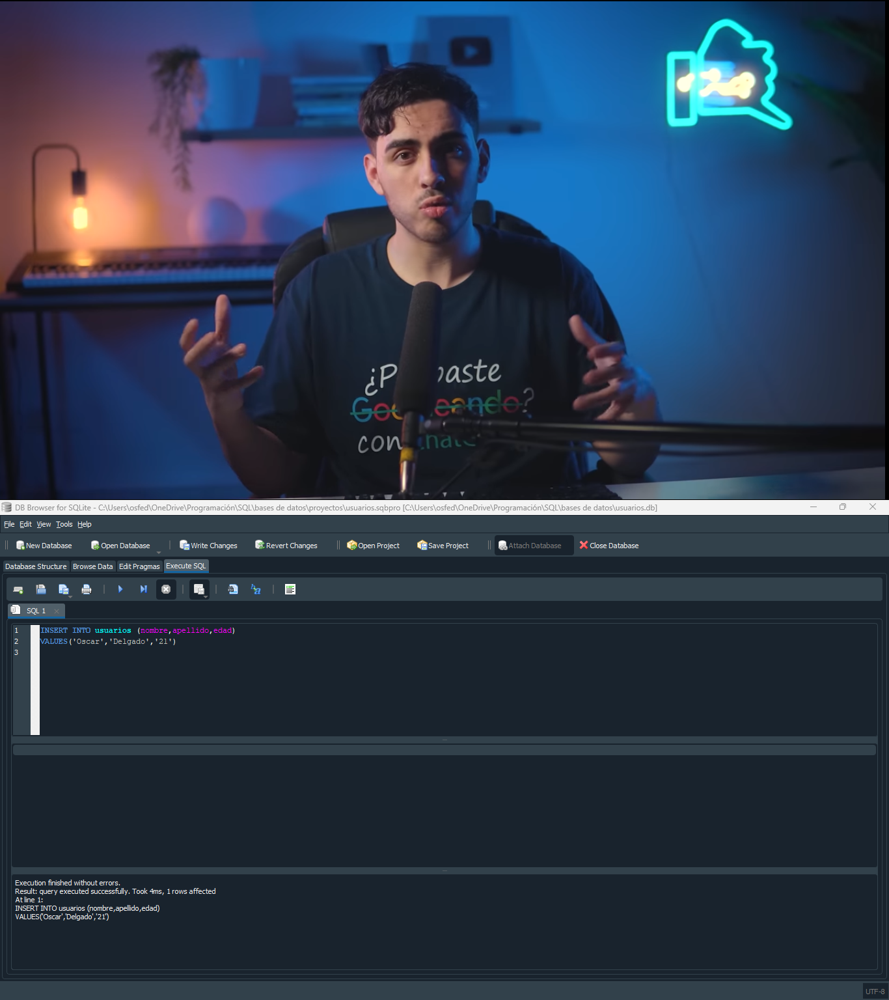 ¿P baste
Go eando?
con
DB Browser for SQLite - C:\Users\osfed\OneDrive\Programación\SQL\bases de datos\proyectos\usuarios.sqbpro [C:\Users\osfed\OneDrive\Programación\SQL\bases de datos\usuarios.db]
File Edit View Tools Help
New Database Open Database Write Changes Revert Changes Open Project Save Project Attach Database Close Database
Database Structure Browse Data Edit Pragmas Execute SQL
SQL 1
1 INSERT INTO usuarios (nombre,apellido,edad)
2 VALUES('Oscar','Delgado','21')
3
Execution finished without errors.
Result: query executed successfully. Took 4ms, 1 rows affected
At line 1:
INSERT INTO usuarios (nombre,apellido,edad)
VALUES('Oscar','Delgado','21')
UTF-8